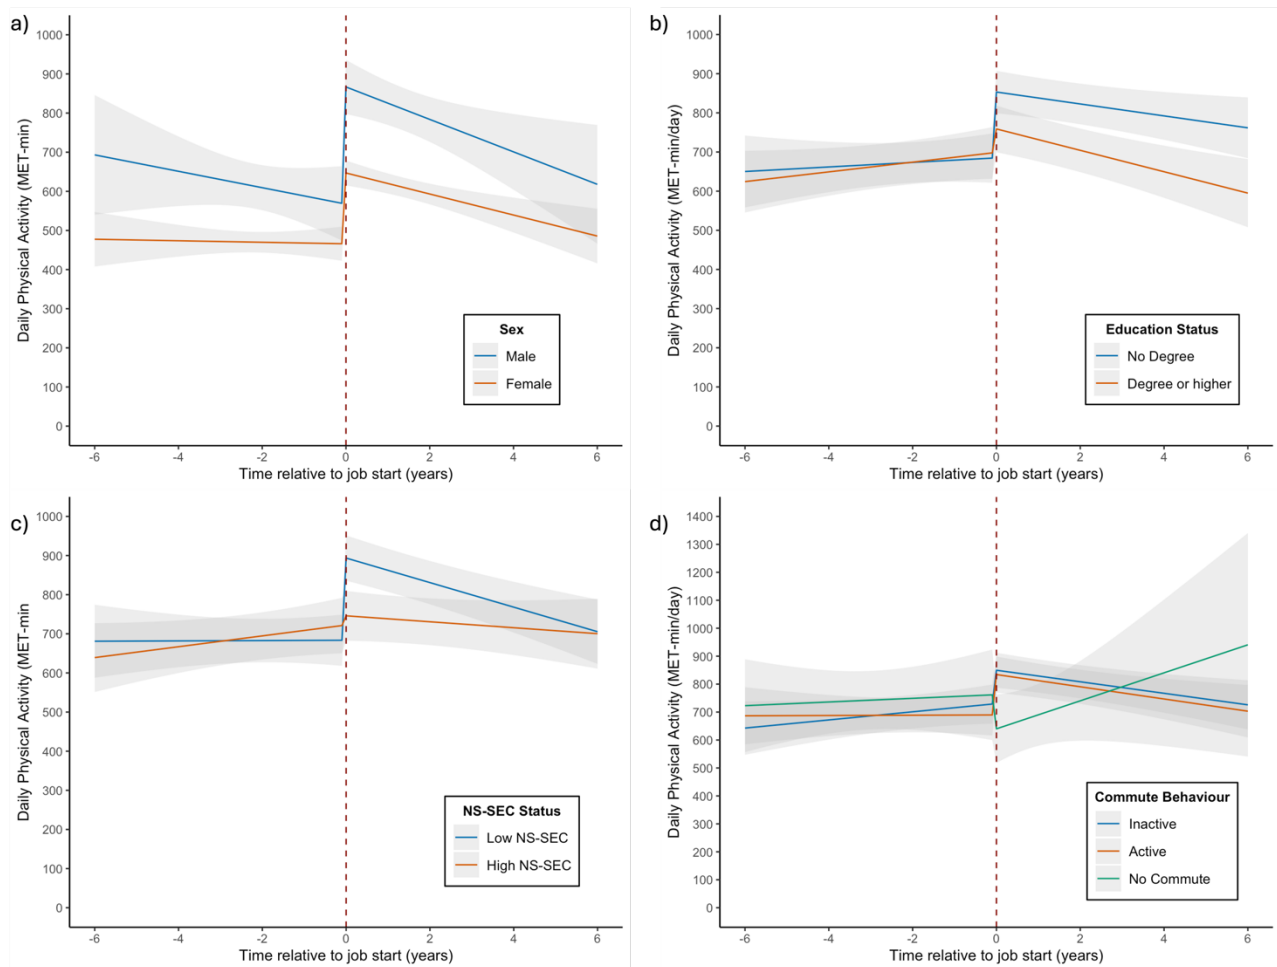 a)
1000
900
800
700
600
500
400
300
200
100
0
Daily Physical Activity (MET-min)
Sex
Male
Female
-6 -4 -2 0 2 4 6
Time relative to job start (years)
b)
1000
900
800
700
600
500
400
300
200
100
0
Daily Physical Activity (MET-min/day)
Education Status
No Degree
Degree or higher
-6 -4 -2 0 2 4 6
Time relative to job start (years)
c)
1000
900
800
700
600
500
400
300
200
100
0
Daily Physical Activity (MET-min
NS-SEC Status
Low NS-SEC
High NS-SEC
-6 -4 -2 0 2 4 6
Time relative to job start (years)
d)
1400
1300
1200
1100
1000
900
800
700
600
500
400
300
200
100
0
Daily Physical Activity (MET-min/day)
Commute Behaviour
Inactive
Active
No Commute
-6 -4 -2 0 2 4 6
Time relative to job start (years)